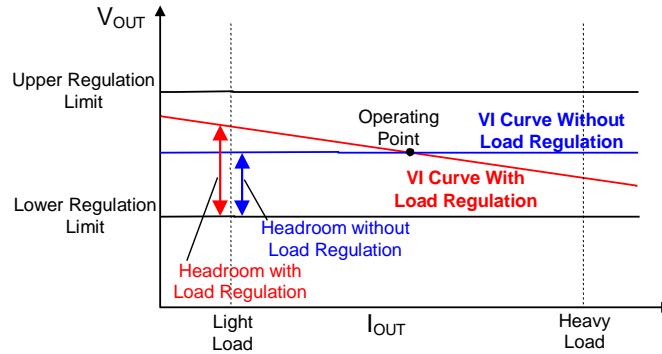 VOUT
Upper Regulation
Limit
Operating
Point
VI Curve Without
Load Regulation
VI Curve With
Load Regulation
Lower Regulation
Limit
Headroom without
Load Regulation
Headroom with
Load Regulation
Light
Load
IOUT
Heavy
Load